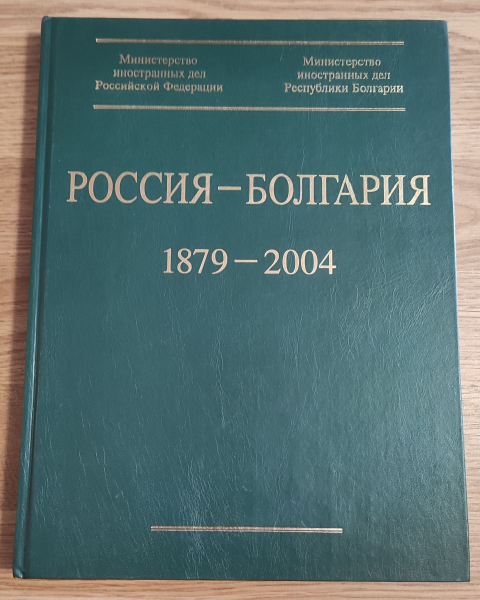 Министерство
иностранных дел
Российской Федерации
Министерство
иностранных дел
Республики Болгарии
РОССИЯ–БОЛГАРИЯ
1879–2004